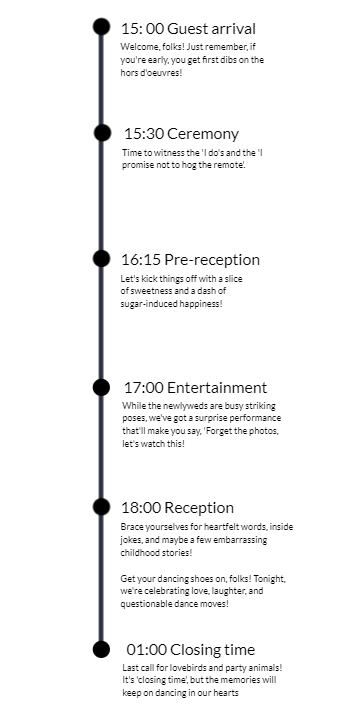 15: 00 Guest arrival
Welcome, folks! Just remember, if
you're early, you get first dibs on the
hors d'oeuvres!
15:30 Ceremony
Time to witness the 'I do's and the 'I
promise not to hog the remote'.
16:15 Pre-reception
Let's kick things off with a slice
of sweetness and a dash of
sugar-induced happiness!
17:00 Entertainment
While the newlyweds are busy striking
poses, we've got a surprise performance
that'll make you say, 'Forget the photos,
let's watch this!
18:00 Reception
Brace yourselves for heartfelt words, inside
jokes, and maybe a few embarrassing
childhood stories!
Get your dancing shoes on, folks! Tonight,
we're celebrating love, laughter, and
questionable dance moves!
01:00 Closing time
Last call for lovebirds and party animals!
It's 'closing time', but the memories will
keep on dancing in our hearts